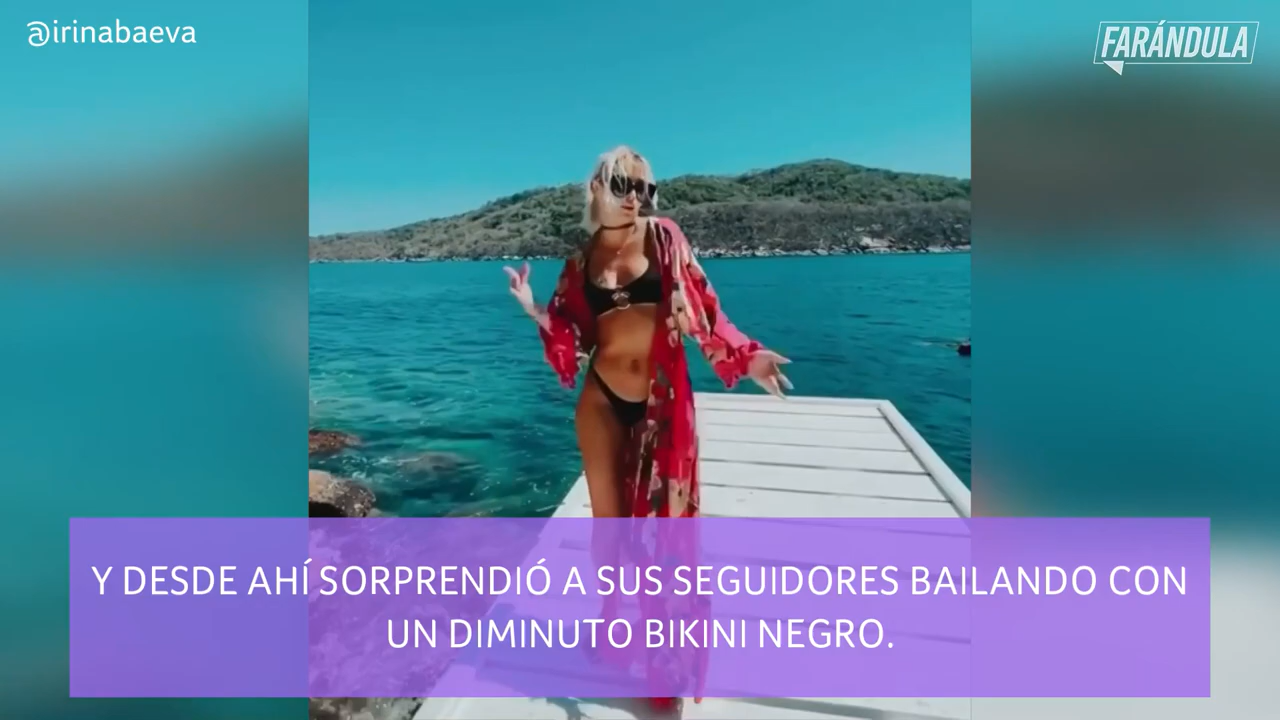 @irinabaeva
FARÁNDULA
Y DESDE AHÍ SORPRENDIÓ A SUS SEGUIDORES BAILANDO CON
UN DIMINUTO BIKINI NEGRO.